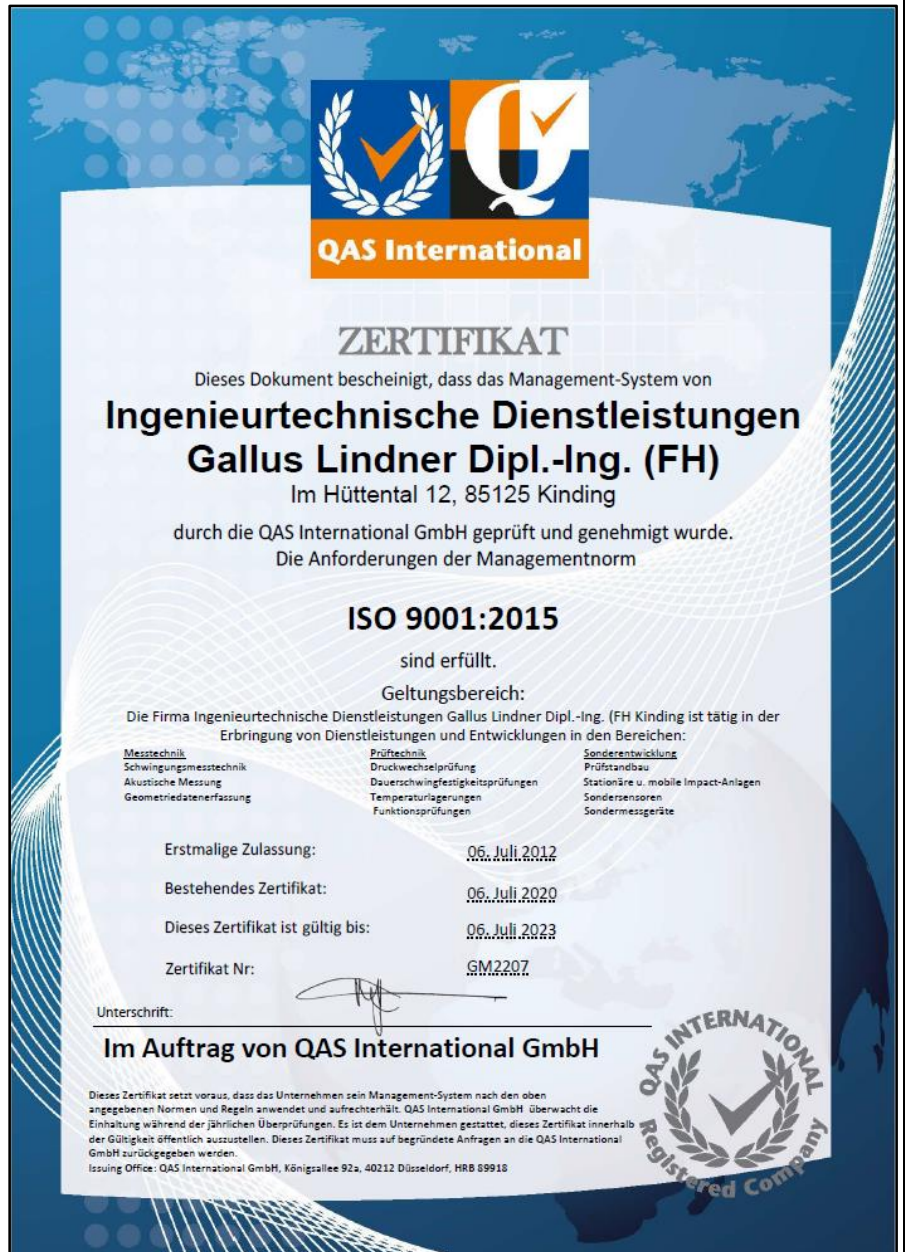 QAS International
ZERTIFIKAT
Dieses Dokument bescheinigt, dass das Management-System von
Ingenieurtechnische Dienstleistungen
Gallus Lindner Dipl.-Ing. (FH)
Im Hüttental 12, 85125 Kinding
durch die QAS International GmbH geprüft und genehmigt wurde.
Die Anforderungen der Managementnorm
ISO 9001:2015
sind erfüllt.
Geltungsbereich:
Die Firma Ingenieurtechnische Dienstleistungen Gallus Lindner Dipl.-Ing. (FH Kinding ist tätig in der
Erbringung von Dienstleistungen und Entwicklungen in den Bereichen:
Messtechnik
Schwingungsmesstechnik
Akustische Messung
Geometriedatenerfassung
Prüftechnik
Druckwechselprüfung
Dauerschwingfestigkeitsprüfungen
Temperaturlagerungen
Funktionsprüfungen
Sonderentwicklung
Prüfstandbau
Stationäre u. mobile Impact-Anlagen
Sondersensoren
Sondermessgeräte
Erstmalige Zulassung: 06. Juli 2012
Bestehendes Zertifikat: 06. Juli 2020
Dieses Zertifikat ist gültig bis: 06. Juli 2023
Zertifikat Nr: GM2207
Unterschrift:
Im Auftrag von QAS International GmbH
Dieses Zertifikat setzt voraus, dass das Unternehmen sein Management-System nach den oben
angegebenen Normen und Regeln anwendet und aufrechterhält. QAS International GmbH überwacht die
Einhaltung während der jährlichen Überprüfungen. Es ist dem Unternehmen gestattet, dieses Zertifikat innerhalb
der Gültigkeit öffentlich auszustellen. Dieses Zertifikat muss auf begründete Anfragen an die QAS International
GmbH zurückgegeben werden.
Issuing Office: QAS International GmbH, Königsallee 92a, 40212 Düsseldorf, HRB 89918
QAS INTERNATIONAL
Registered Company